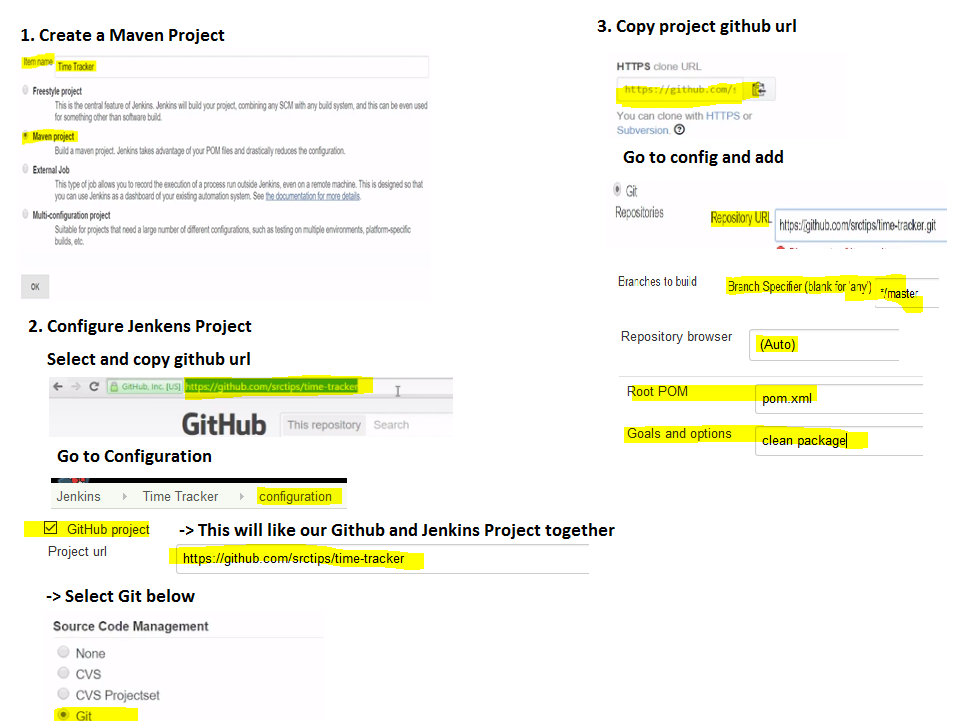 1. Create a Maven Project
Item name Time Tracker
Freestyle project
This is the central feature of Jenkins. Jenkins will build your project, combining any SCM with any build system, and this can be even used
for something other than software build.
Maven project
Build a maven project. Jenkins takes advantage of your POM files and drastically reduces the configuration.
External Job
This type of job allows you to record the execution of a process run outside Jenkins, even on a remote machine. This is designed so that
you can use Jenkins as a dashboard of your existing automation system. See the documentation for more details.
Multi-configuration project
Suitable for projects that need a large number of different configurations, such as testing on multiple environments, platform-specific
builds, etc.
OK
2. Configure Jenkens Project
Select and copy github url
GitHub, Inc. [US] https://github.com/srctips/time-tracker
GitHub This repository Search
Go to Configuration
Jenkins Time Tracker configuration
GitHub project -> This will like our Github and Jenkins Project together
Project url https://github.com/srctips/time-tracker
-> Select Git below
Source Code Management
None
CVS
CVS Projectset
Git
3. Copy project github url
HTTPS clone URL
https://github.com/s
You can clone with HTTPS or
Subversion.
Go to config and add
Git
Repositories Repository URL https://github.com/srctips/time-tracker.git
Branches to build Branch Specifier (blank for 'any') */master
Repository browser (Auto)
Root POM pom.xml
Goals and options clean package